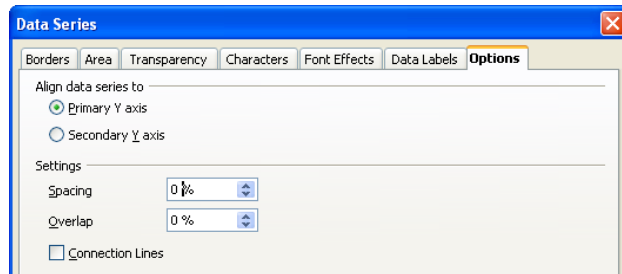 Data Series
Borders Area Transparency Characters Font Effects Data Labels Options
Align data series to
Primary Y axis
Secondary Y axis
Settings
Spacing 0 %
Overlap 0 %
Connection Lines